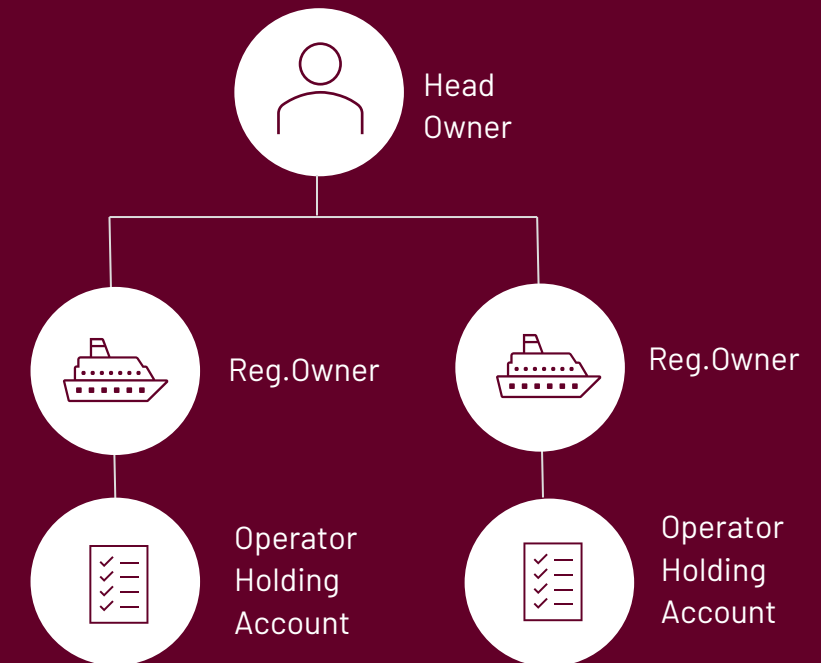 Head
Owner
Reg.Owner
Reg.Owner
Operator
Holding
Account
Operator
Holding
Account